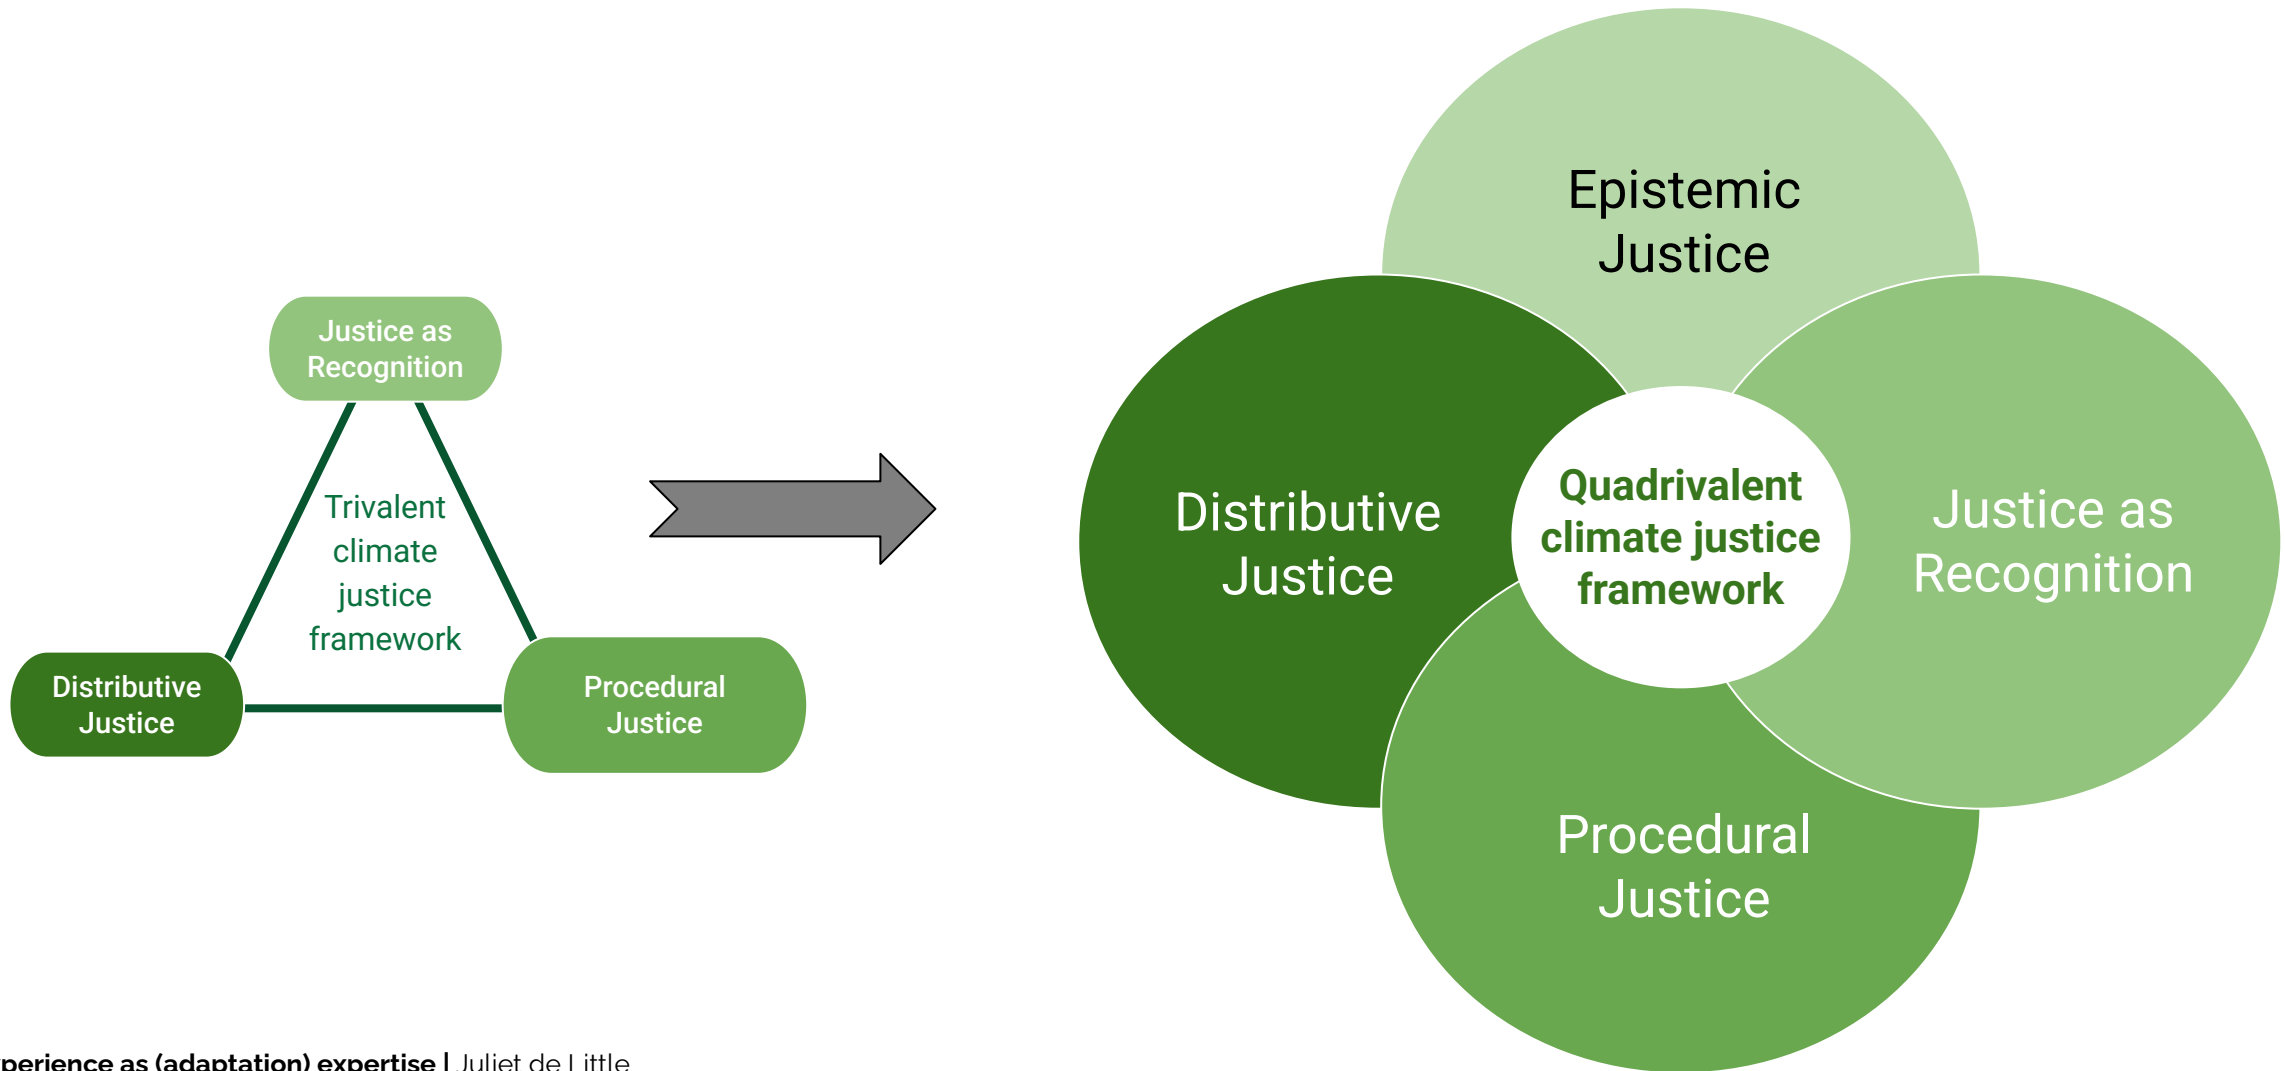 Justice as
Recognition
Trivalent
climate
justice
framework
Distributive
Justice
Procedural
Justice
Epistemic
Justice
Distributive
Justice
Quadrivalent
climate justice
framework
Justice as
Recognition
Procedural
Justice
as (adaptation) expertise | Juliet de Little